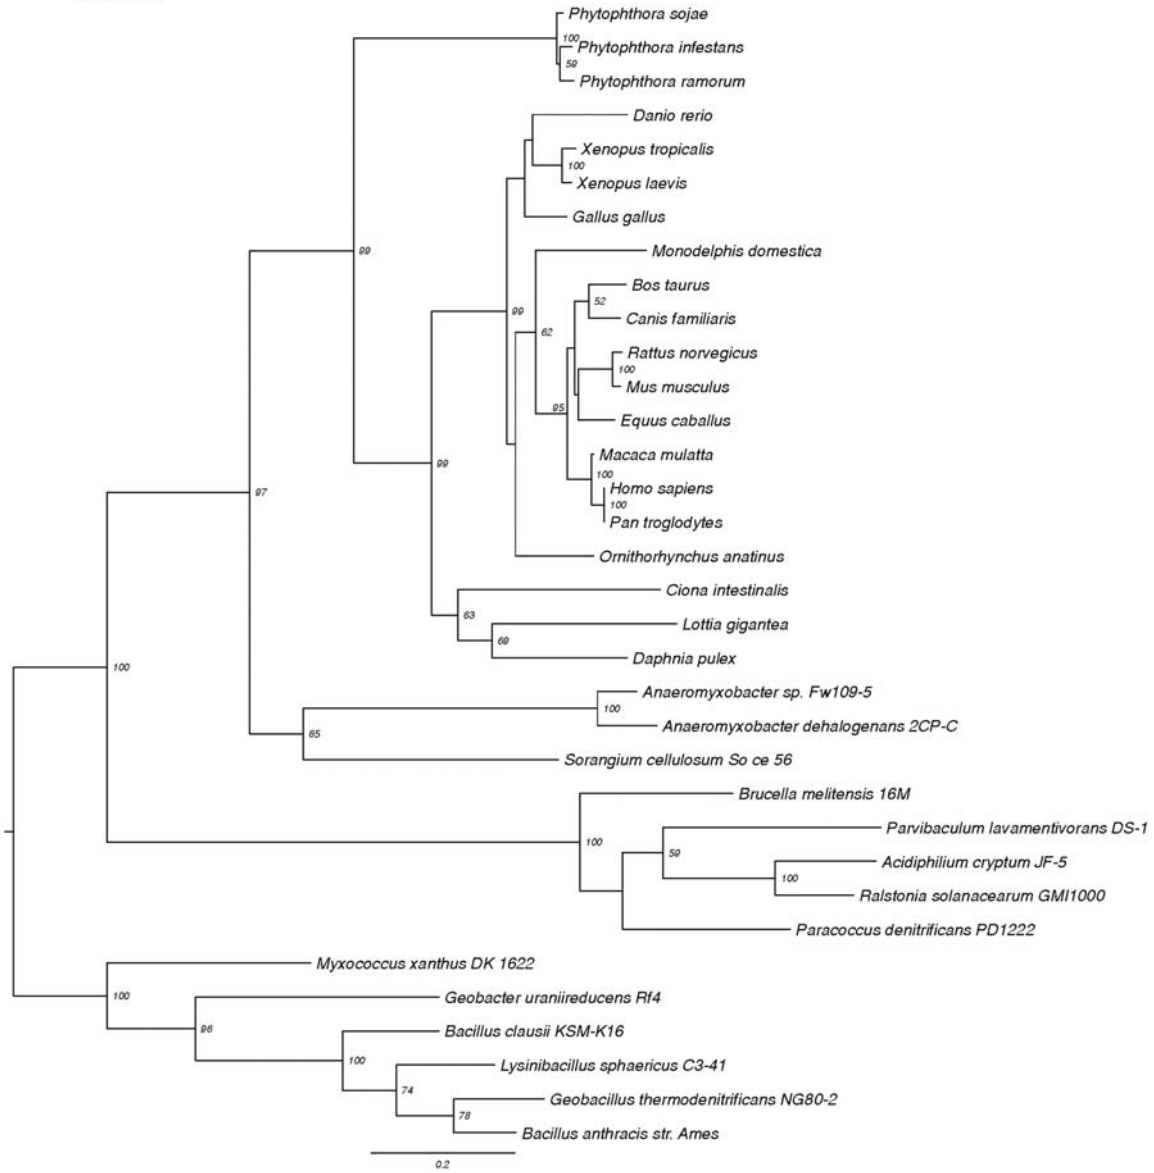 Phytophthora sojae
100
Phytophthora infestans
59
Phytophthora ramorum
Danio rerio
Xenopus tropicalis
100
Xenopus laevis
Gallus gallus
99
Monodelphis domestica
Bos taurus
52
99
Canis familiaris
62
Rattus norvegicus
100
Mus musculus
95
Equus caballus
Macaca mulatta
99
100
Homo sapiens
97
100
Pan troglodytes
Ornithorhynchus anatinus
Ciona intestinalis
63
Lottia gigantea
69
Daphnia pulex
100
Anaeromyxobacter sp. Fw109-5
100
Anaeromyxobacter dehalogenans 2CP-C
65
Sorangium cellulosum So ce 56
Brucella melitensis 16M
Parvibaculum lavamentivorans DS-1
100
59
Acidiphilium cryptum JF-5
100
Ralstonia solanacearum GMI1000
Paracoccus denitrificans PD1222
Myxococcus xanthus DK 1622
100
Geobacter uraniireducens Rf4
96
Bacillus clausii KSM-K16
100
Lysinibacillus sphaericus C3-41
74
Geobacillus thermodenitrificans NG80-2
78
Bacillus anthracis str. Ames
0.2